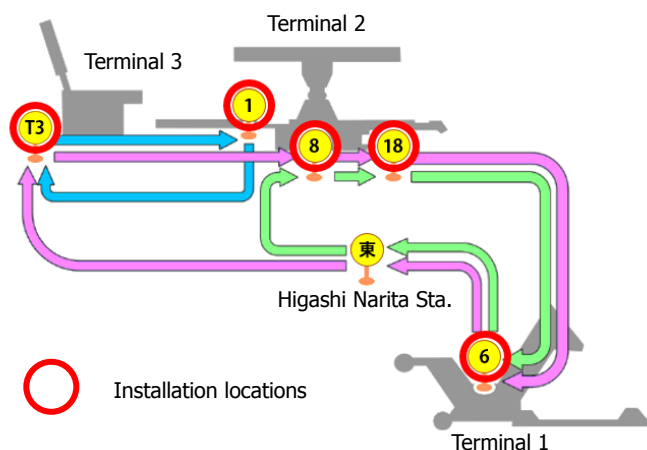 Terminal 2
Terminal 3
1
T3
8
18
東
Higashi Narita Sta.
6
Installation locations
Terminal 1